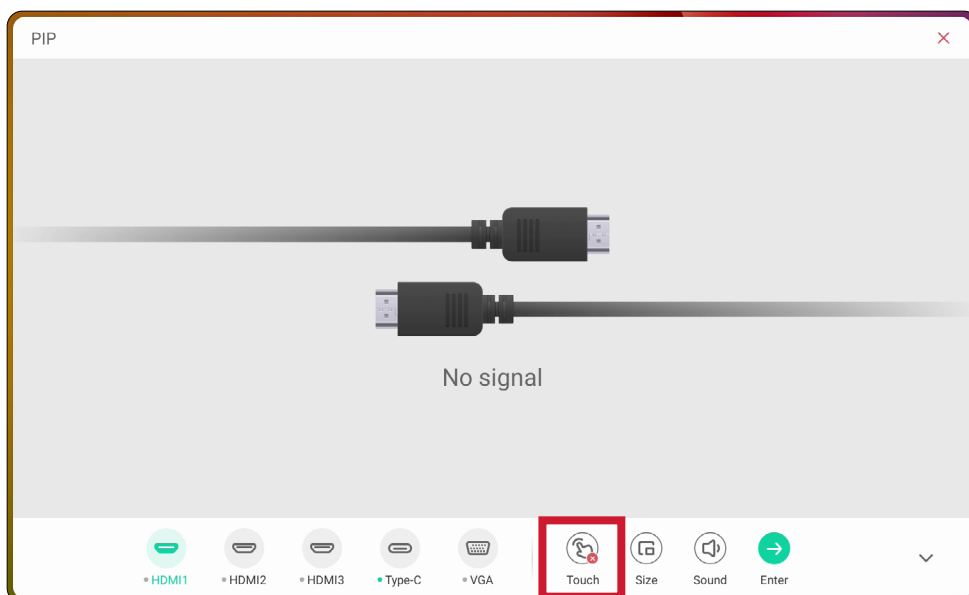 PIP
No signal
HDMI1
HDMI2
HDMI3
Type-C
VGA
Touch
Size
Sound
Enter